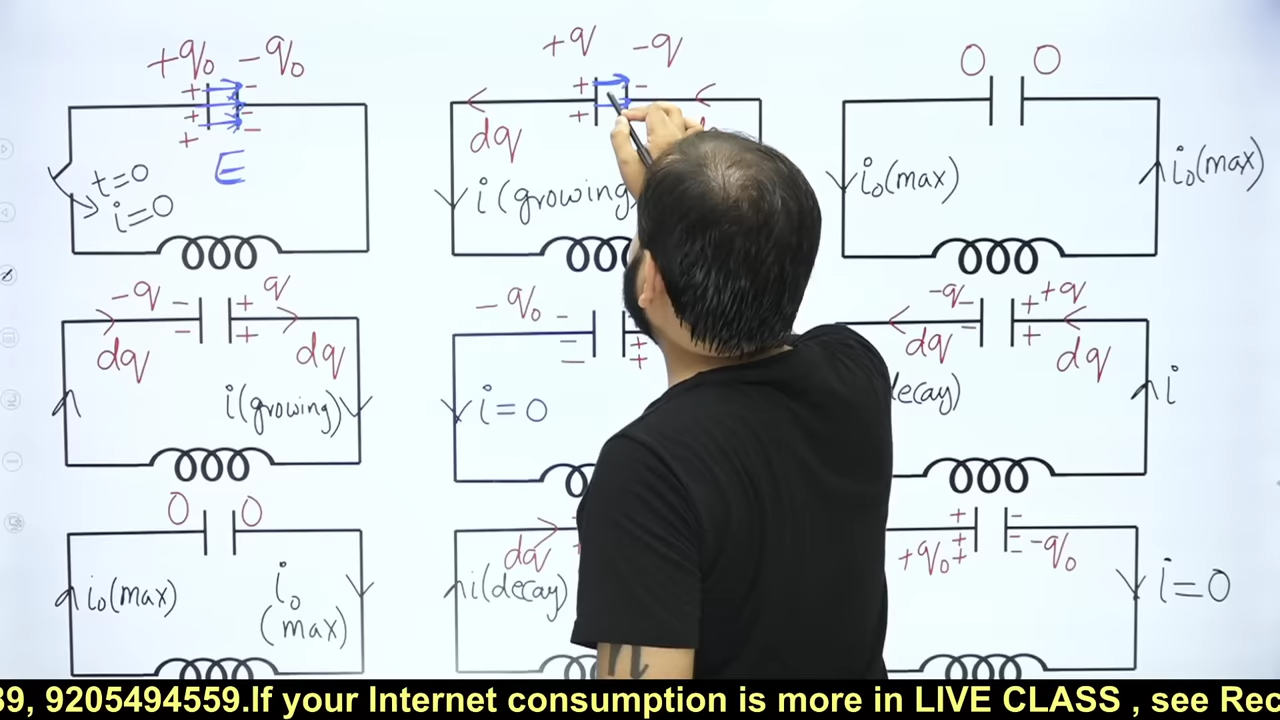 +q₀ -q₀
+ -
+ -
+ -
E
t=0
i=0
+q -q
+ -
+
dq
i(growing
0 0
i₀(max)
i₀(max)
-q - + q
- +
dq
dq
i(growing)
-q₀ -
-
-
+
+
i=0
-q - + +q
- +
dq
dq
decay)
i
0 0
i₀(max)
i₀
(max)
dq
i(decay)
+ -
+ -
+q₀ + - -q₀
i=0
39, 9205494559.If your Internet consumption is more in LIVE CLASS , see Rec